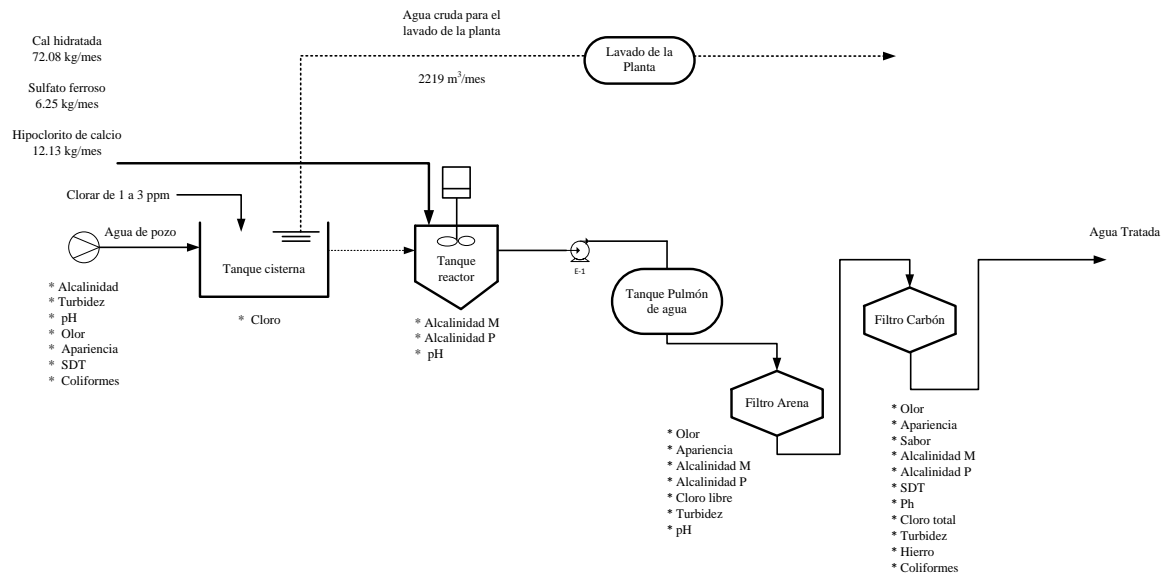 Cal hidratada
72.08 kg/mes
Sulfato ferroso
6.25 kg/mes
Hipoclorito de calcio
12.13 kg/mes
Agua cruda para el
lavado de la planta
2219 m³/mes
Lavado de la
Planta
Clorar de 1 a 3 ppm
Agua de pozo
Tanque cisterna
* Alcalinidad
* Turbidez
* pH
* Olor
* Apariencia
* SDT
* Coliformes
* Cloro
Tanque
reactor
* Alcalinidad M
* Alcalinidad P
* pH
E-1
Tanque Pulmón
de agua
Filtro Arena
* Olor
* Apariencia
* Alcalinidad M
* Alcalinidad P
* Cloro libre
* Turbidez
* pH
Filtro Carbón
* Olor
* Apariencia
* Sabor
* Alcalinidad M
* Alcalinidad P
* SDT
* Ph
* Cloro total
* Turbidez
* Hierro
* Coliformes
Agua Tratada